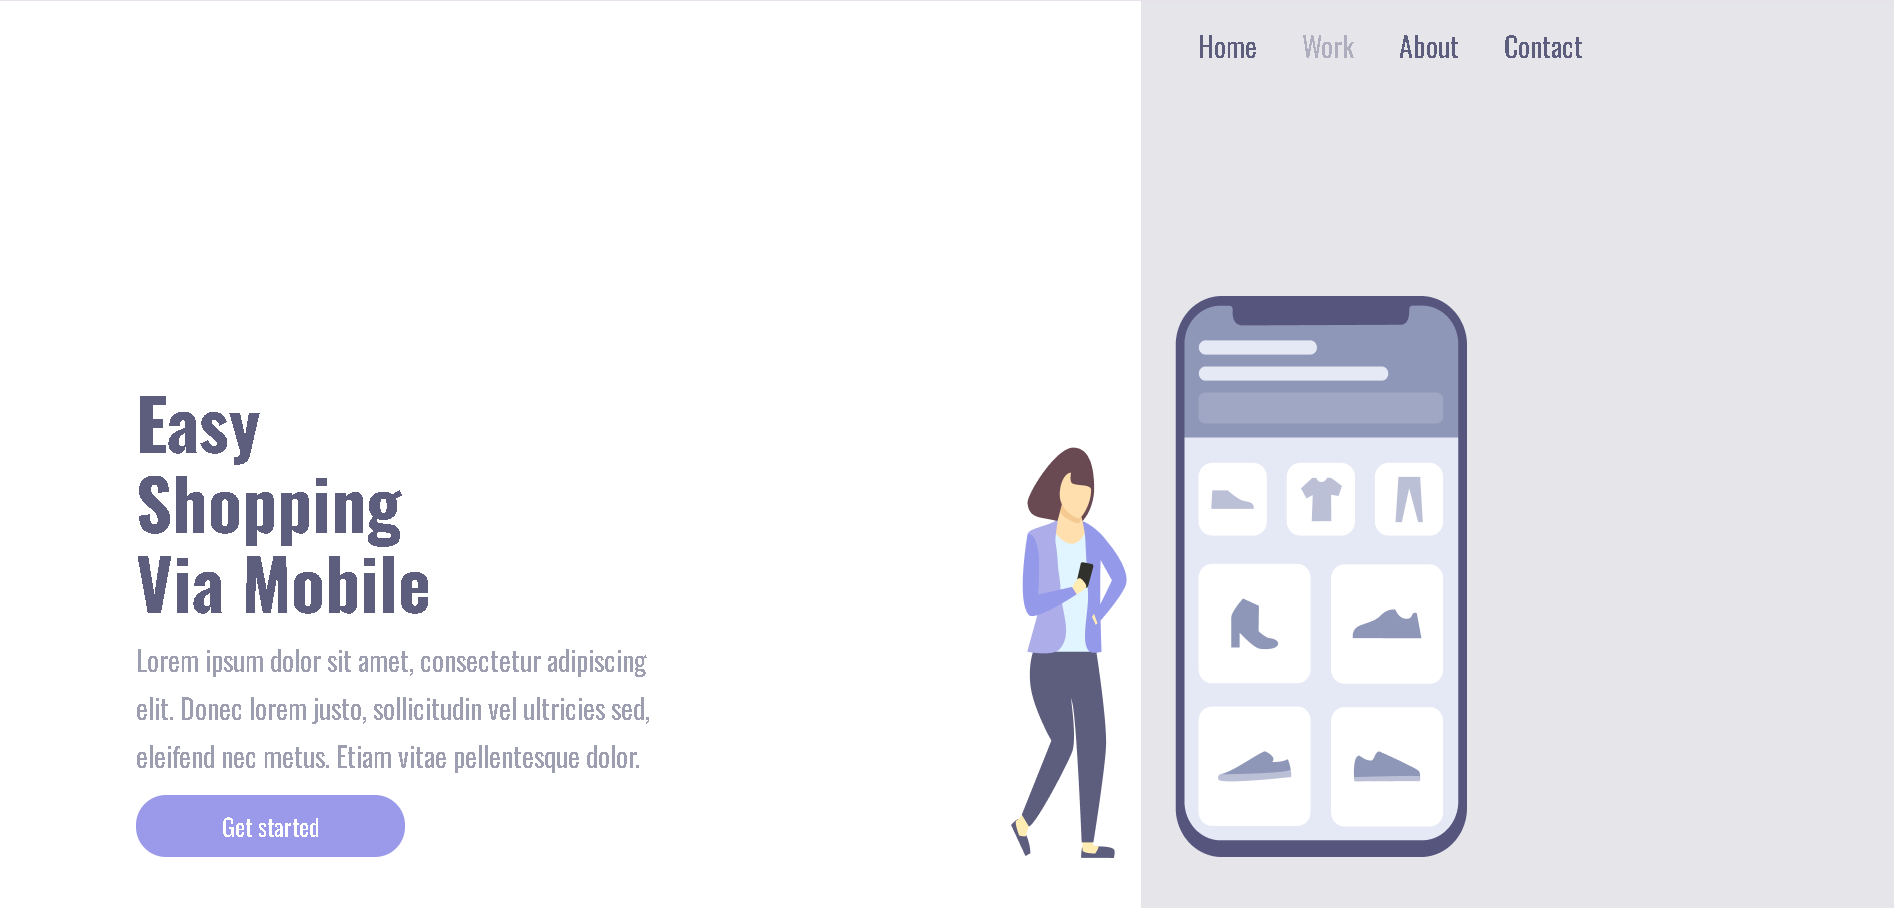 Home Work About Contact
Easy
Shopping
Via Mobile
Lorem ipsum dolor sit amet, consectetur adipiscing
elit. Donec lorem justo, sollicitudin vel ultricies sed,
eleifend nec metus. Etiam vitae pellentesque dolor.
Get started